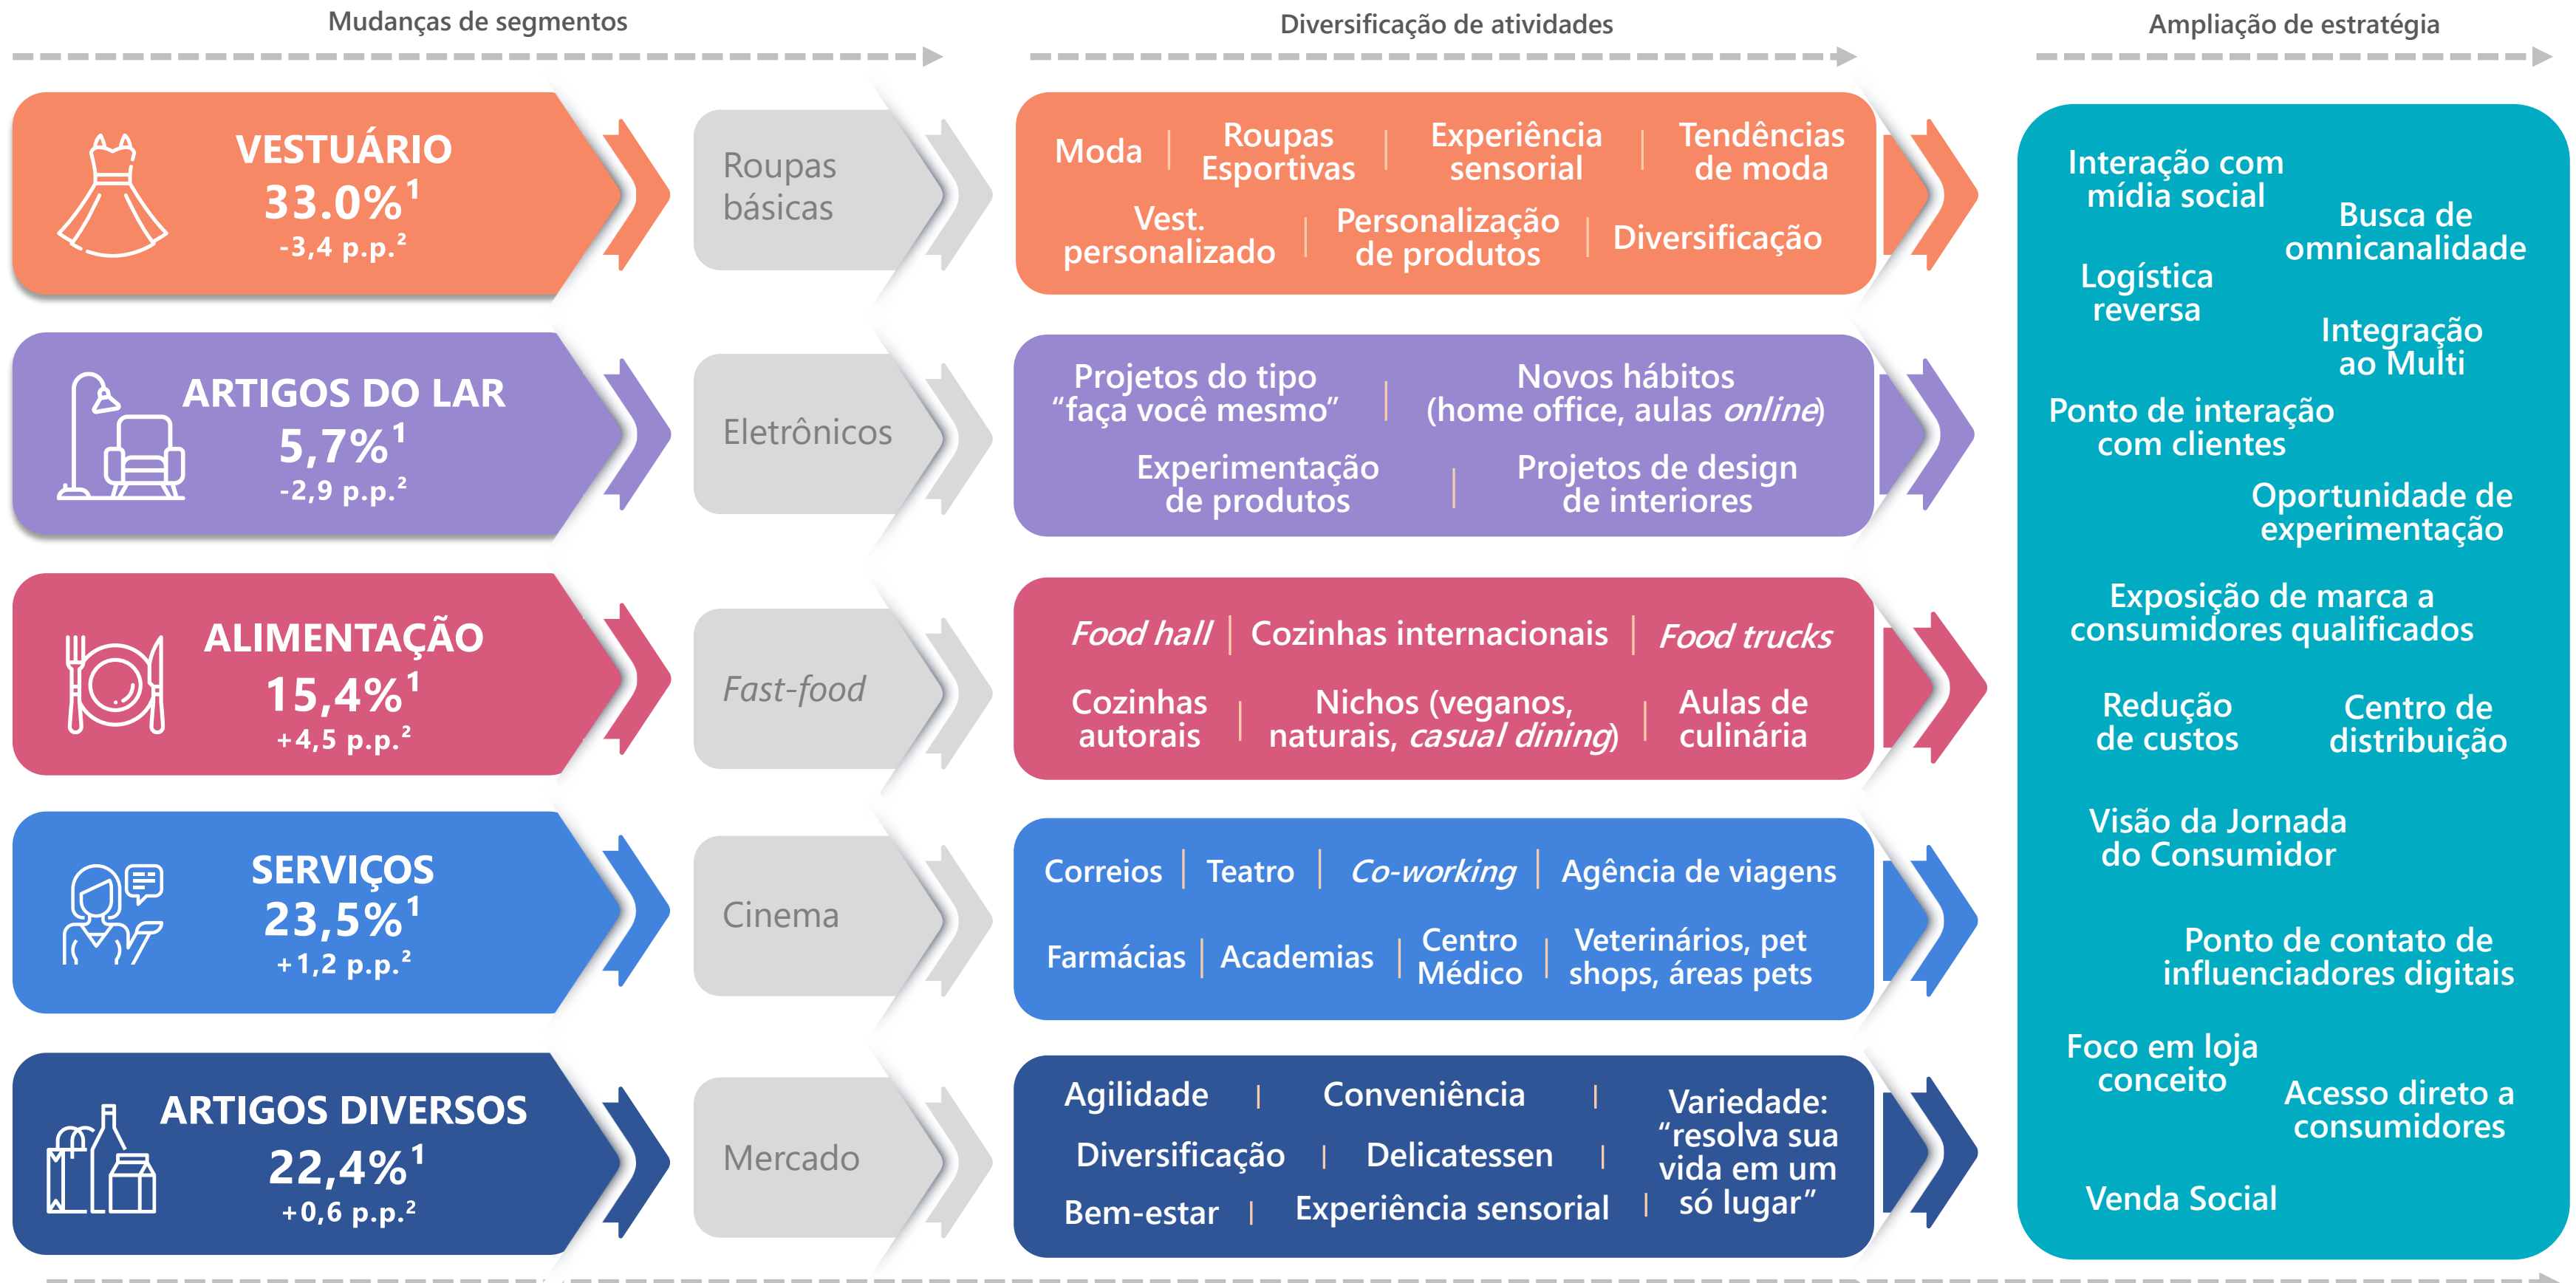 Mudanças de segmentos
Diversificação de atividades
Ampliação de estratégia
VESTUÁRIO
33.0%¹
-3,4 p.p.²
Roupas
básicas
Moda | Roupas Esportivas | Experiência sensorial | Tendências de moda
Vest. personalizado | Personalização de produtos | Diversificação
ARTIGOS DO LAR
5,7%¹
-2,9 p.p.²
Eletrônicos
Projetos do tipo “faça você mesmo” | Novos hábitos (home office, aulas online)
Experimentação de produtos | Projetos de design de interiores
ALIMENTAÇÃO
15,4%¹
+4,5 p.p.²
Fast-food
Food hall | Cozinhas internacionais | Food trucks
Cozinhas autorais | Nichos (veganos, naturais, casual dining) | Aulas de culinária
SERVIÇOS
23,5%¹
+1,2 p.p.²
Cinema
Correios | Teatro | Co-working | Agência de viagens
Farmácias | Academias | Centro Médico | Veterinários, pet shops, áreas pets
ARTIGOS DIVERSOS
22,4%¹
+0,6 p.p.²
Mercado
Agilidade | Conveniência |
Diversificação | Delicatessen |
Bem-estar | Experiência sensorial |
Variedade:
“resolva sua
vida em um
só lugar”
Interação com
mídia social
Busca de
omnicanalidade
Logística
reversa
Integração
ao Multi
Ponto de interação
com clientes
Oportunidade de
experimentação
Exposição de marca a
consumidores qualificados
Redução
de custos
Centro de
distribuição
Visão da Jornada
do Consumidor
Ponto de contato de
influenciadores digitais
Foco em loja
conceito
Acesso direto a
consumidores
Venda Social